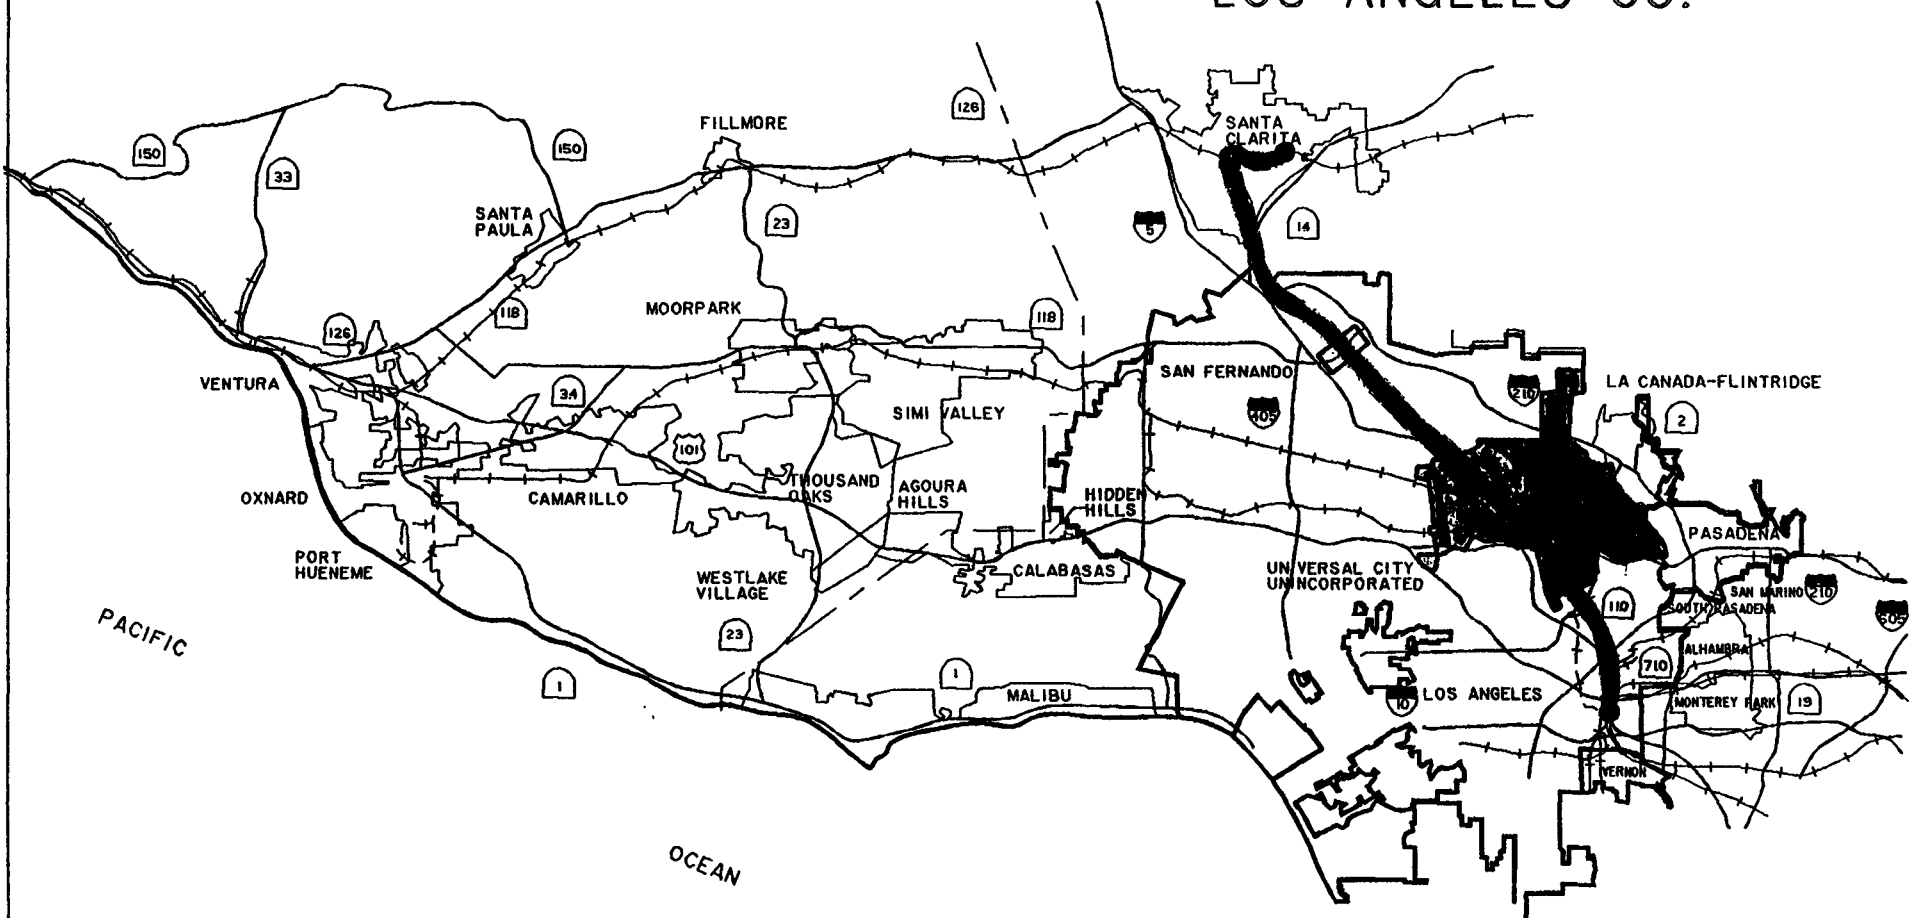 LOS ANGELES CO.
126
FILLMORE
SANTA
CLARITA
150
150
33
SANTA
PAULA
23
5
14
118
MOORPARK
118
126
VENTURA
SAN FERNANDO
34
SIMI VALLEY
405
210
LA CANADA-FLINTRIDGE
2
101
THOUSAND
OAKS
AGOURA
HILLS
HIDDEN
HILLS
OXNARD
CAMARILLO
PASADENA
PORT
HUENEME
WESTLAKE
VILLAGE
CALABASAS
UNIVERSAL CITY
UNINCORPORATED
SAN MARINO
210
110
SOUTH PASADENA
605
PACIFIC
23
ALHAMBRA
710
1
1
MALIBU
10
LOS ANGELES
MONTEREY PARK
19
VERNON
OCEAN